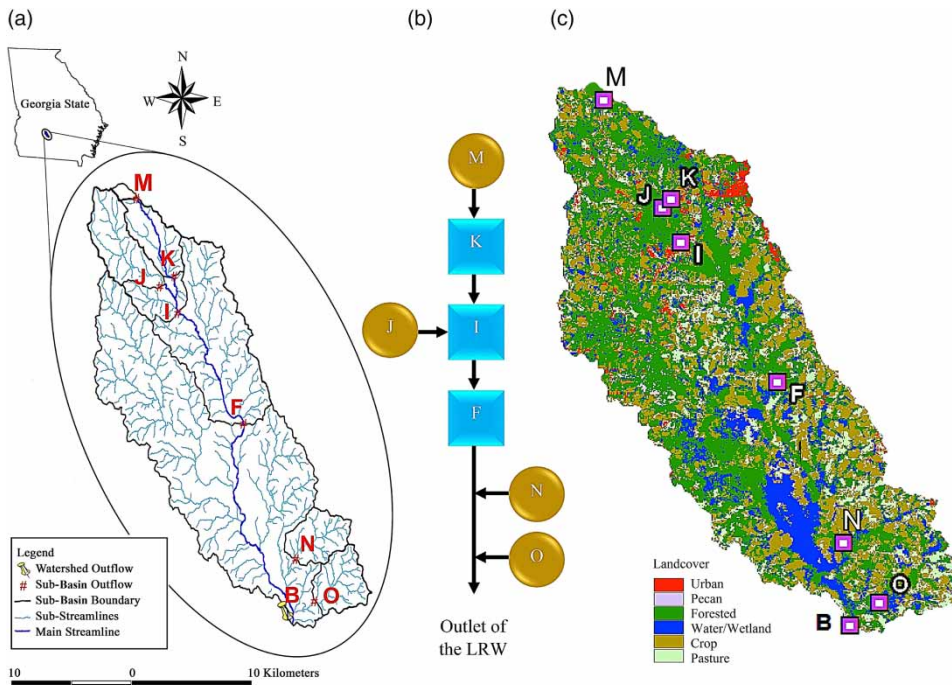 (a)
Georgia State
N
W
E
S
M
K
J
I
F
N
B
O
Legend
Watershed Outflow
# Sub-Basin Outflow
Sub-Basin Boundary
Sub-Streamlines
Main Streamline
10 0 10 Kilometers
(b)
M
K
J
I
F
N
O
Outlet of
the LRW
(c)
M
K
J
I
F
N
O
B
Landcover
Urban
Pecan
Forested
Water/Wetland
Crop
Pasture